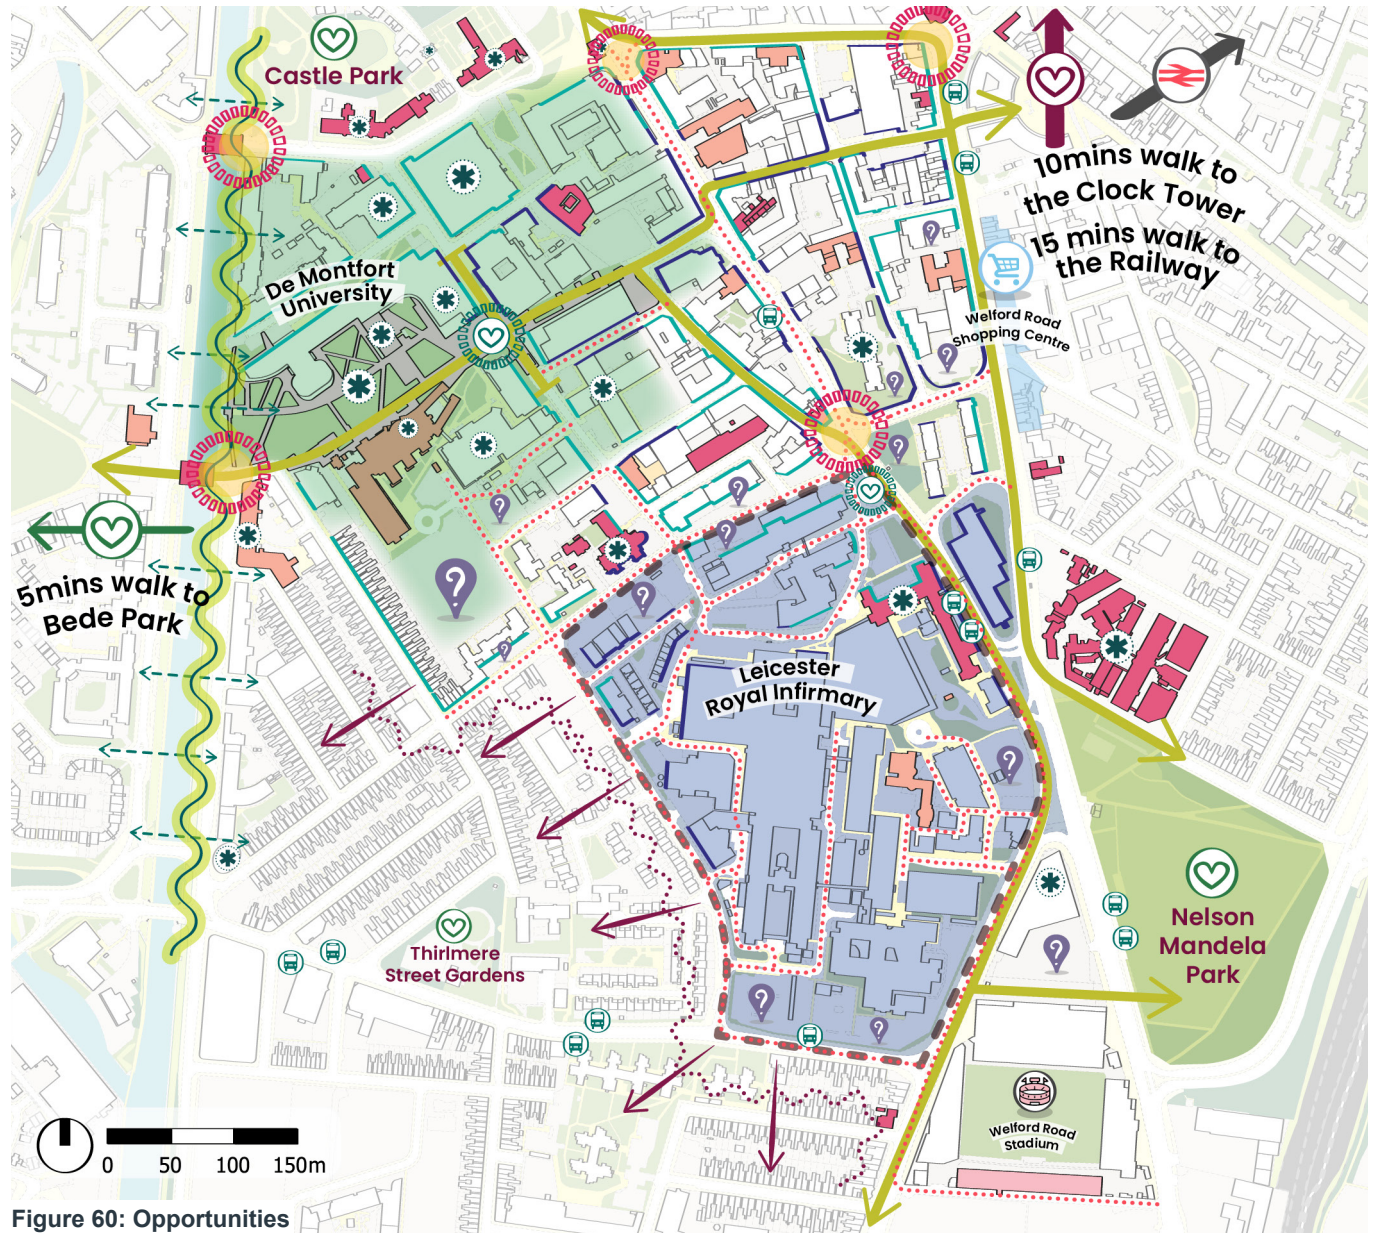 Castle Park
10mins walk to
the Clock Tower
15 mins walk to
the Railway
De Montfort
University
Welford Road
Shopping Centre
5mins walk to
Bede Park
Leicester
Royal Infirmary
Nelson
Mandela
Park
Thirlmere
Street Gardens
Welford Road
Stadium
0 50 100 150m
Figure 60: Opportunities